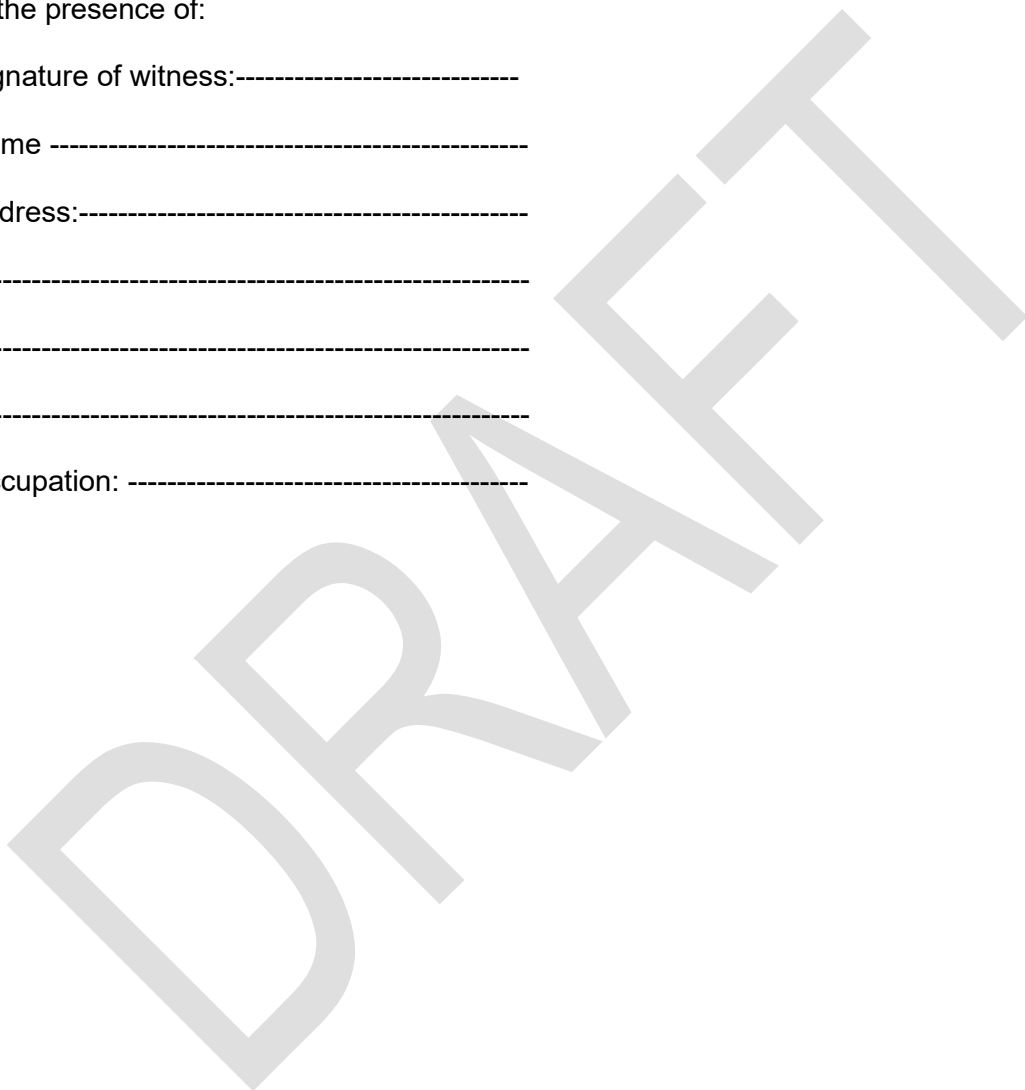 the presence of:
gnature of witness:-----------------------------
me -------------------------------------------------
dress:----------------------------------------------
------------------------------------------------------
------------------------------------------------------
------------------------------------------------------
cupation: -----------------------------------------
DRAFT